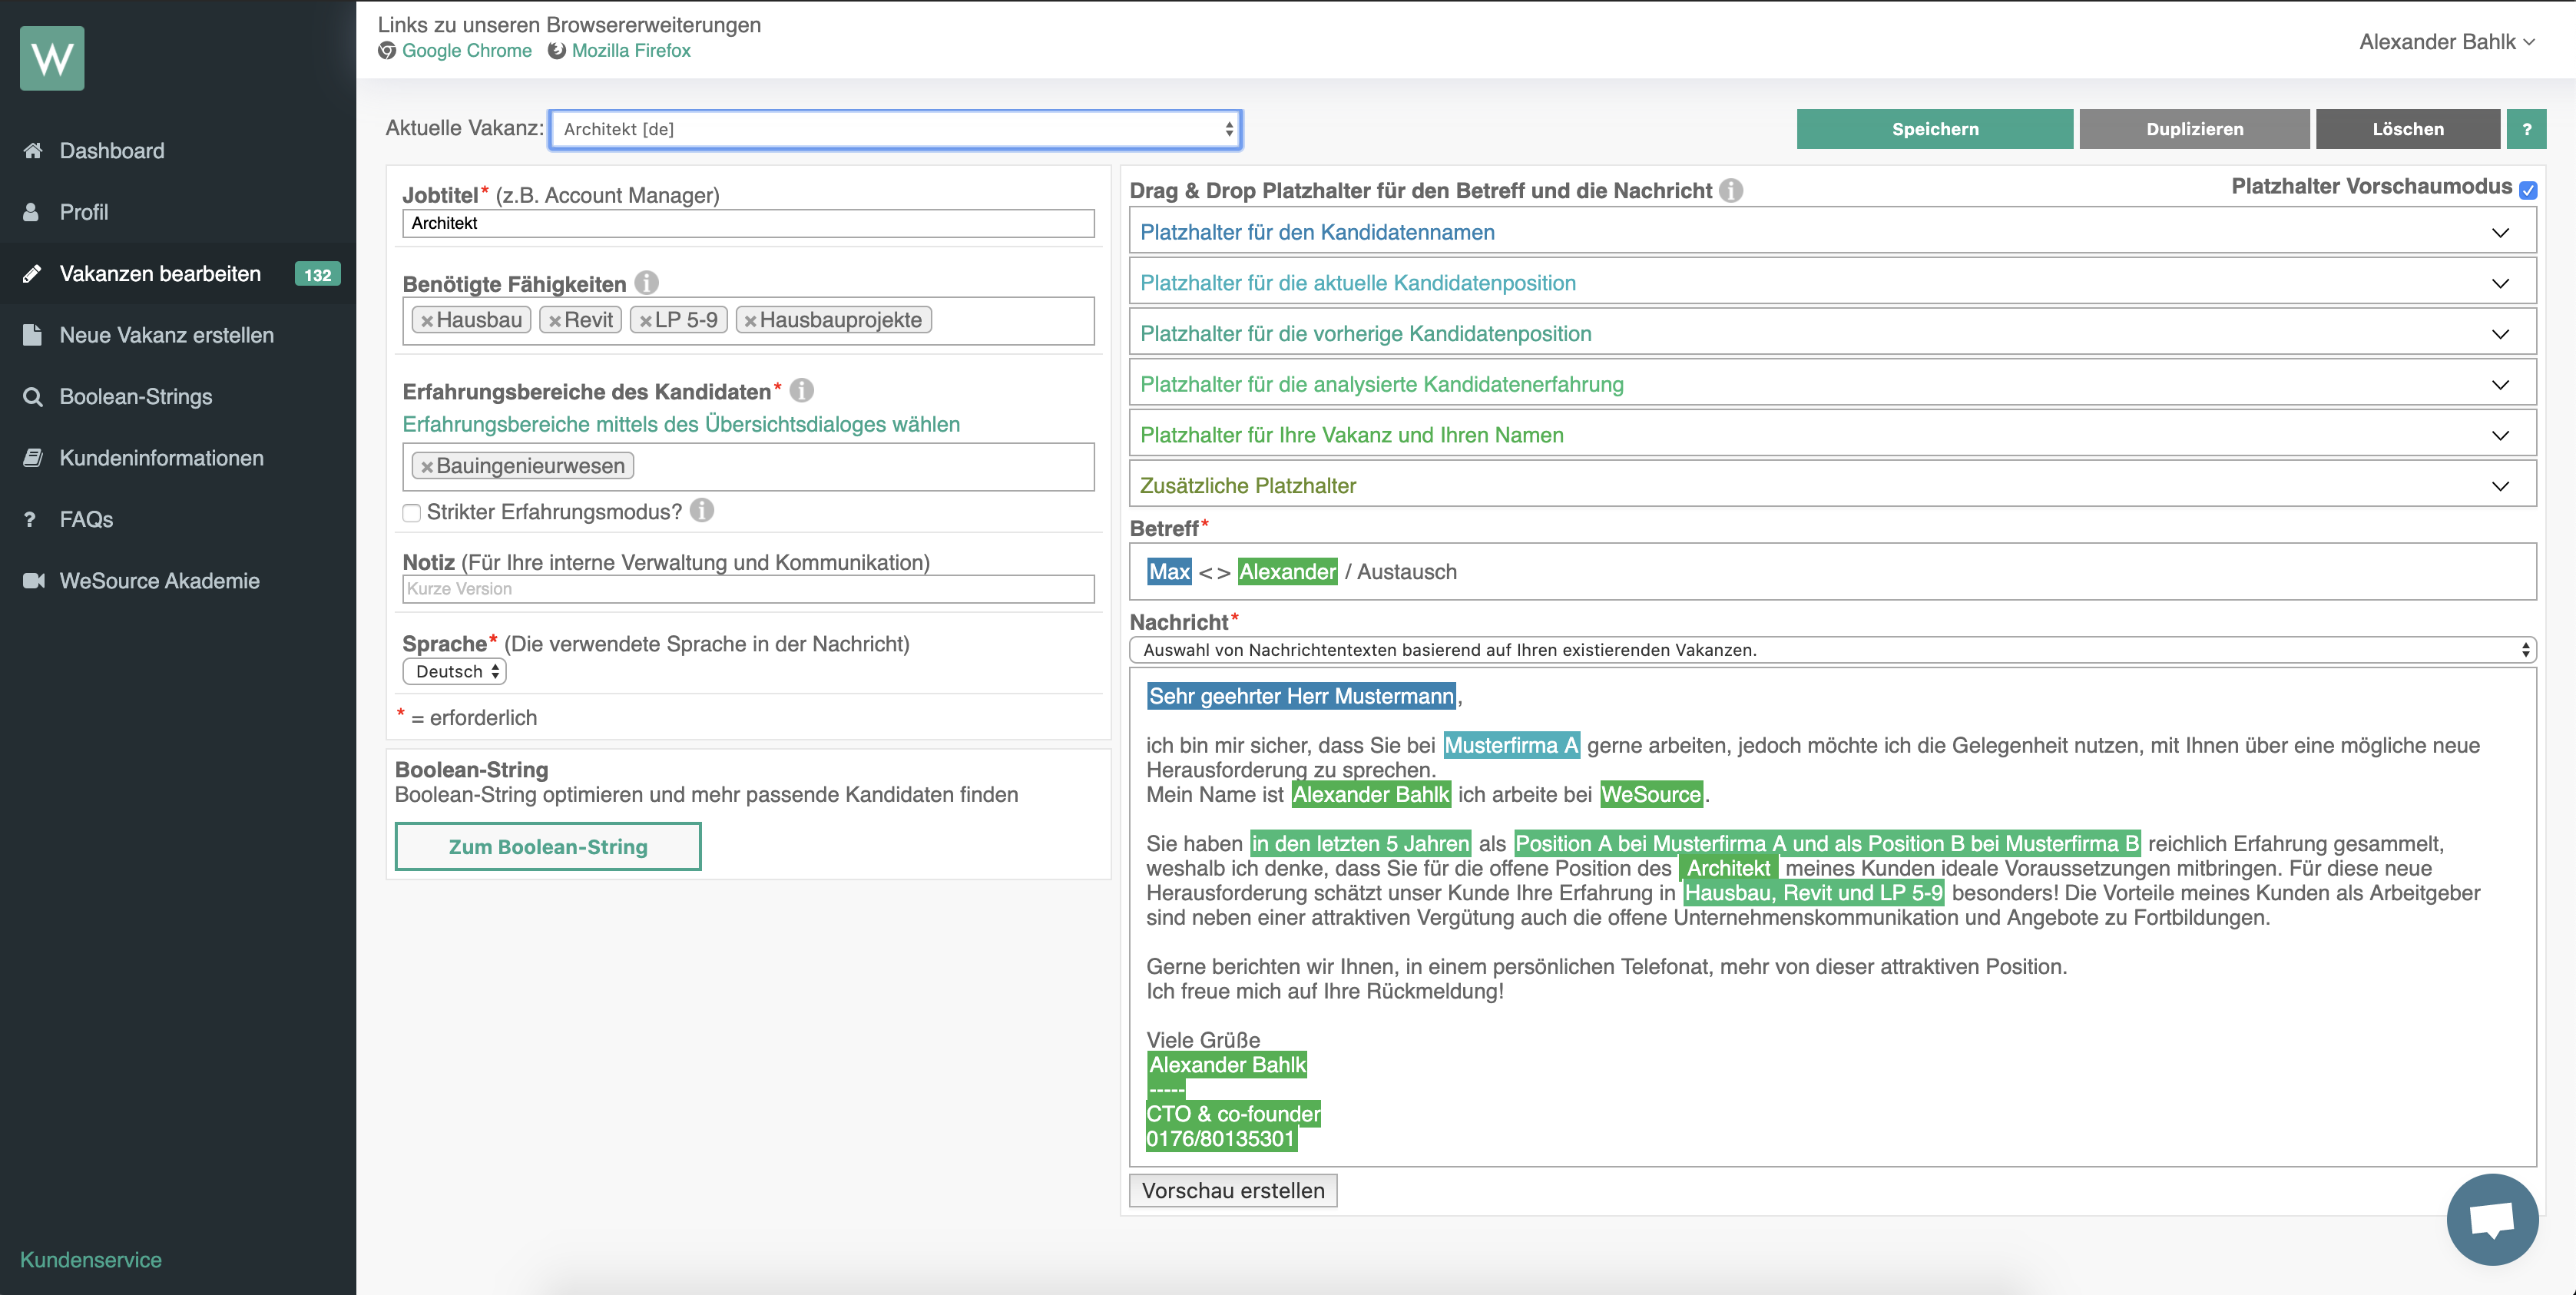 W
Dashboard
Profil
Vakanzen bearbeiten 132
Neue Vakanz erstellen
Boolean-Strings
Kundeninformationen
? FAQs
WeSource Akademie
Kundenservice
Links zu unseren Browsererweiterungen
Google Chrome Mozilla Firefox
Alexander Bahlk
Aktuelle Vakanz: Architekt [de]
Speichern Duplizieren Löschen ?
Jobtitel* (z.B. Account Manager)
Architekt
Benötigte Fähigkeiten i
×Hausbau ×Revit ×LP 5-9 ×Hausbauprojekte
Erfahrungsbereiche des Kandidaten* i
Erfahrungsbereiche mittels des Übersichtsdialoges wählen
×Bauingenieurwesen
Strikter Erfahrungsmodus? i
Notiz (Für Ihre interne Verwaltung und Kommunikation)
Kurze Version
Sprache* (Die verwendete Sprache in der Nachricht)
Deutsch
* = erforderlich
Boolean-String
Boolean-String optimieren und mehr passende Kandidaten finden
Zum Boolean-String
Drag & Drop Platzhalter für den Betreff und die Nachricht i
Platzhalter Vorschaumodus
Platzhalter für den Kandidatennamen
Platzhalter für die aktuelle Kandidatenposition
Platzhalter für die vorherige Kandidatenposition
Platzhalter für die analysierte Kandidatenerfahrung
Platzhalter für Ihre Vakanz und Ihren Namen
Zusätzliche Platzhalter
Betreff*
Max <> Alexander / Austausch
Nachricht*
Auswahl von Nachrichtentexten basierend auf Ihren existierenden Vakanzen.
Sehr geehrter Herr Mustermann,
ich bin mir sicher, dass Sie bei Musterfirma A gerne arbeiten, jedoch möchte ich die Gelegenheit nutzen, mit Ihnen über eine mögliche neue
Herausforderung zu sprechen.
Mein Name ist Alexander Bahlk ich arbeite bei WeSource.
Sie haben in den letzten 5 Jahren als Position A bei Musterfirma A und als Position B bei Musterfirma B reichlich Erfahrung gesammelt,
weshalb ich denke, dass Sie für die offene Position des Architekt meines Kunden ideale Voraussetzungen mitbringen. Für diese neue
Herausforderung schätzt unser Kunde Ihre Erfahrung in Hausbau, Revit und LP 5-9 besonders! Die Vorteile meines Kunden als Arbeitgeber
sind neben einer attraktiven Vergütung auch die offene Unternehmenskommunikation und Angebote zu Fortbildungen.
Gerne berichten wir Ihnen, in einem persönlichen Telefonat, mehr von dieser attraktiven Position.
Ich freue mich auf Ihre Rückmeldung!
Viele Grüße
Alexander Bahlk
-----
CTO & co-founder
0176/80135301
Vorschau erstellen